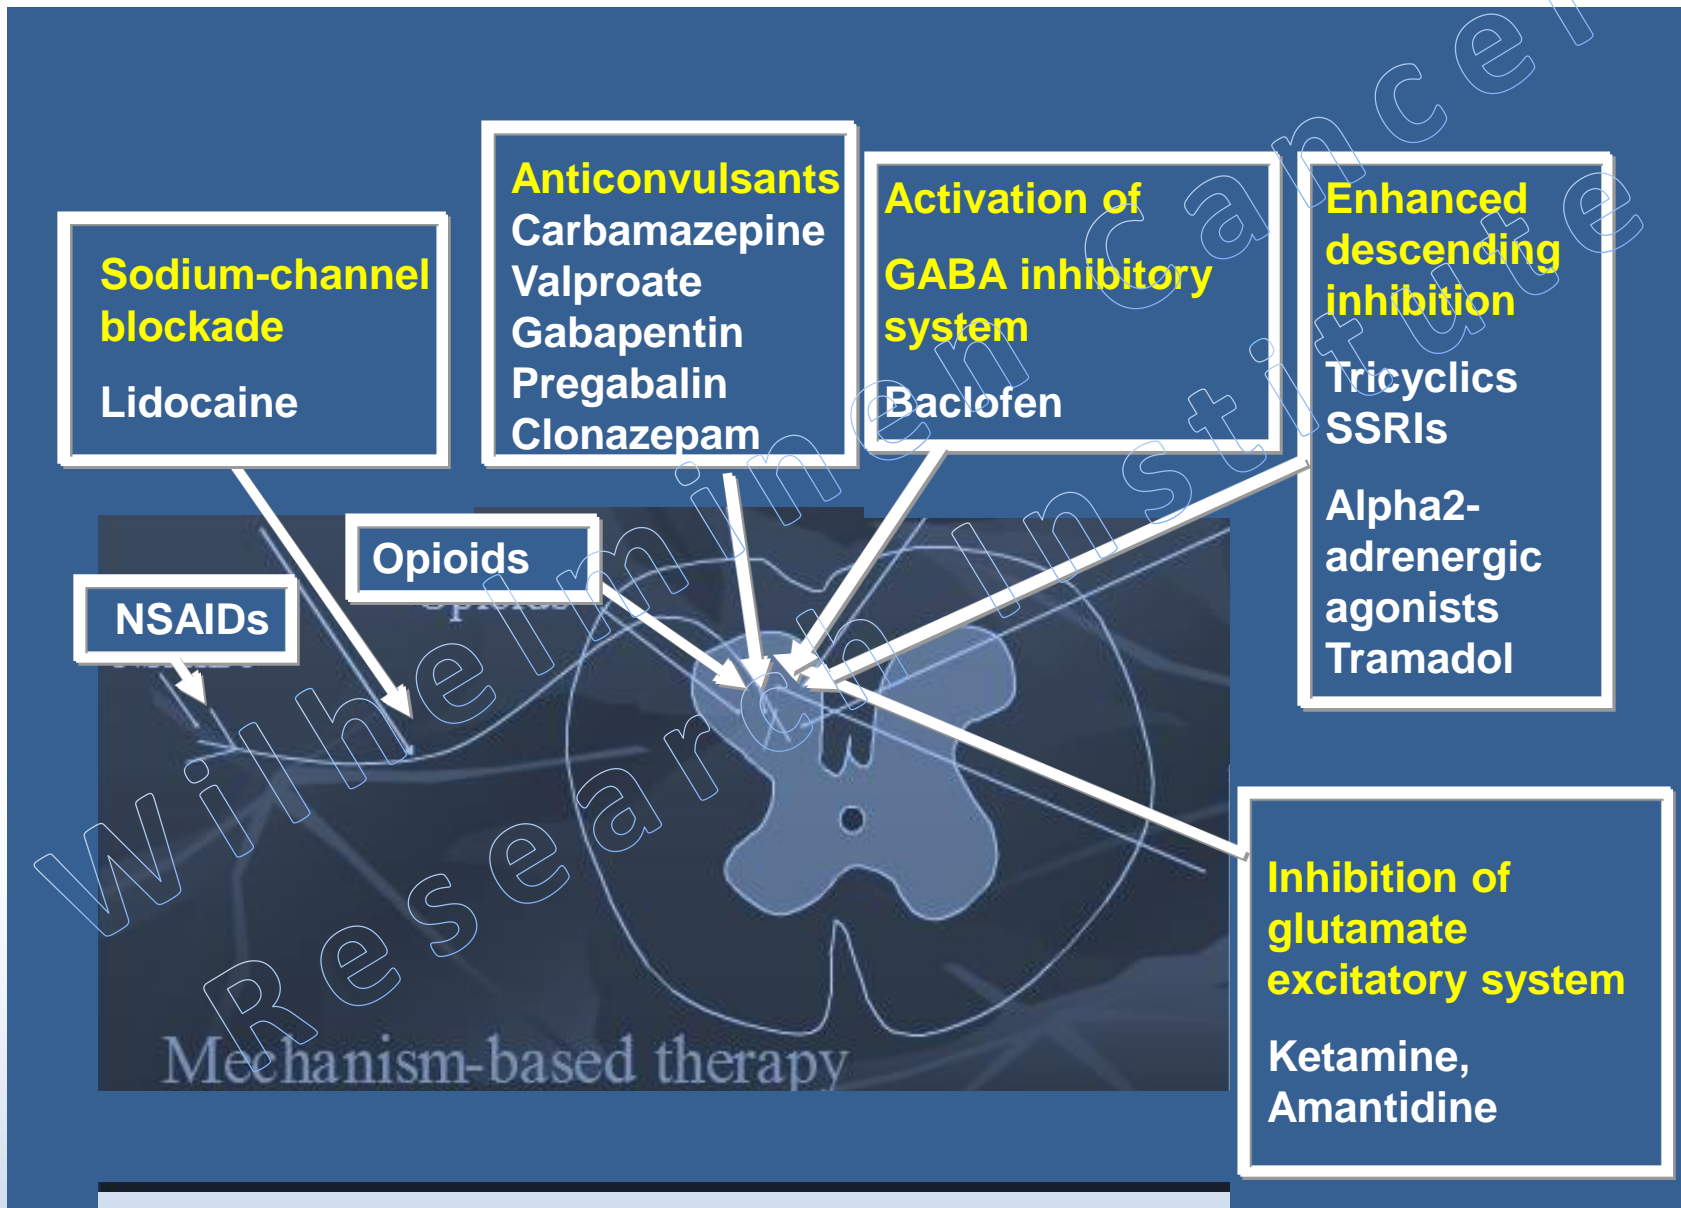 Sodium-channel
blockade
Lidocaine
Anticonvulsants
Carbamazepine
Valproate
Gabapentin
Pregabalin
Clonazepam
Activation of
GABA inhibitory
system
Baclofen
Enhanced
descending
inhibition
Tricyclics
SSRIs
Alpha2-
adrenergic
agonists
Tramadol
Opioids
Opioids
NSAIDs
Inhibition of
glutamate
excitatory system
Ketamine,
Amantidine
Mechanism-based therapy
Wilhelminen Cancer
Research Institute